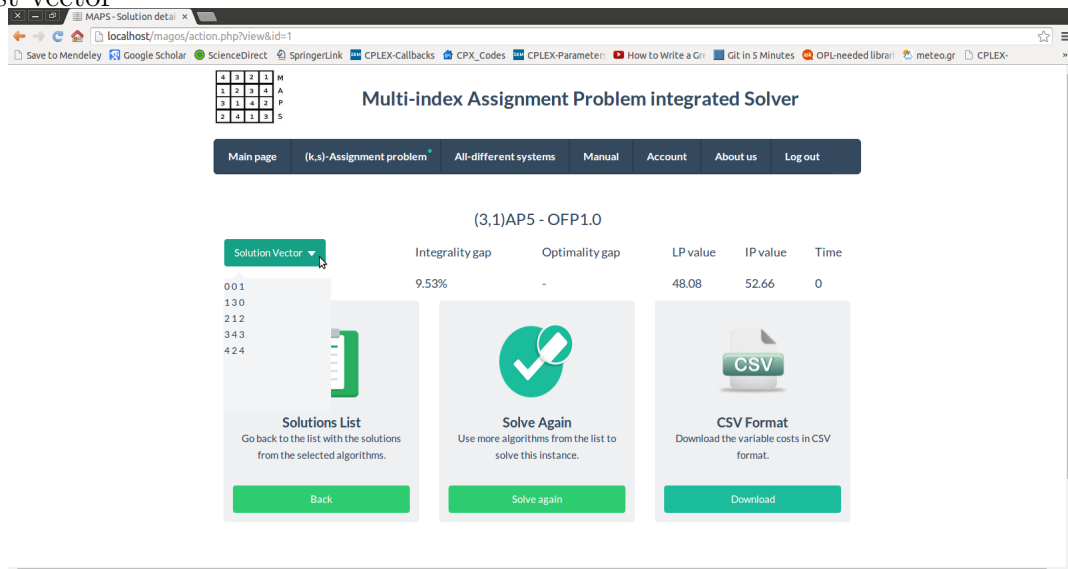 MAPS - Solution detai
localhost/magos/action.php?view&id=1
Save to Mendeley Google Scholar ScienceDirect SpringerLink CPLEX-Callbacks CPX_Codes CPLEX-Parameter How to Write a Gre Git in 5 Minutes OPL-needed librari meteo.gr CPLEX- »
4 3 2 1 M
1 2 3 4 A
3 1 4 2 P
2 4 1 3 S
Multi-index Assignment Problem integrated Solver
Main page (k,s)-Assignment problem All-different systems Manual Account About us Log out
(3,1)AP5 - OFP1.0
Solution Vector Integrality gap Optimality gap LP value IP value Time
9.53% - 48.08 52.66 0
0 0 1
1 3 0
2 1 2
3 4 3
4 2 4
CSV
Solutions List
Go back to the list with the solutions
from the selected algorithms.
Back
Solve Again
Use more algorithms from the list to
solve this instance.
Solve again
CSV Format
Download the variable costs in CSV
format.
Download